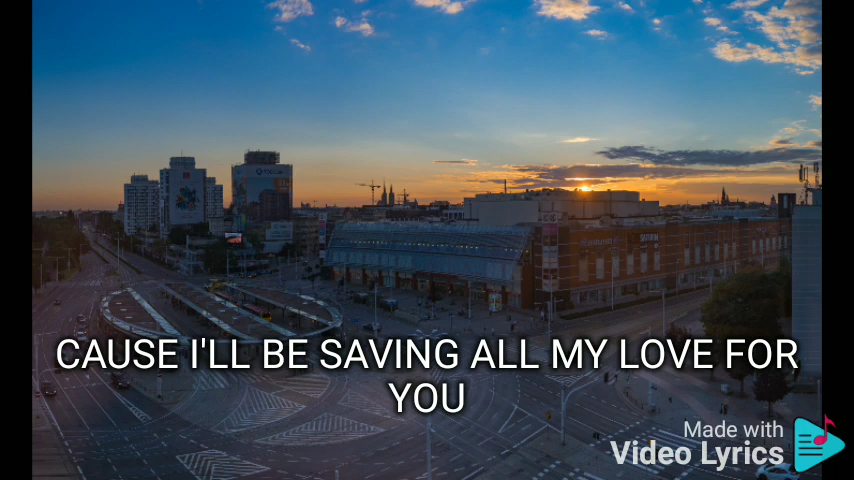 CAUSE I'LL BE SAVING ALL MY LOVE FOR
YOU
Made with
Video Lyrics